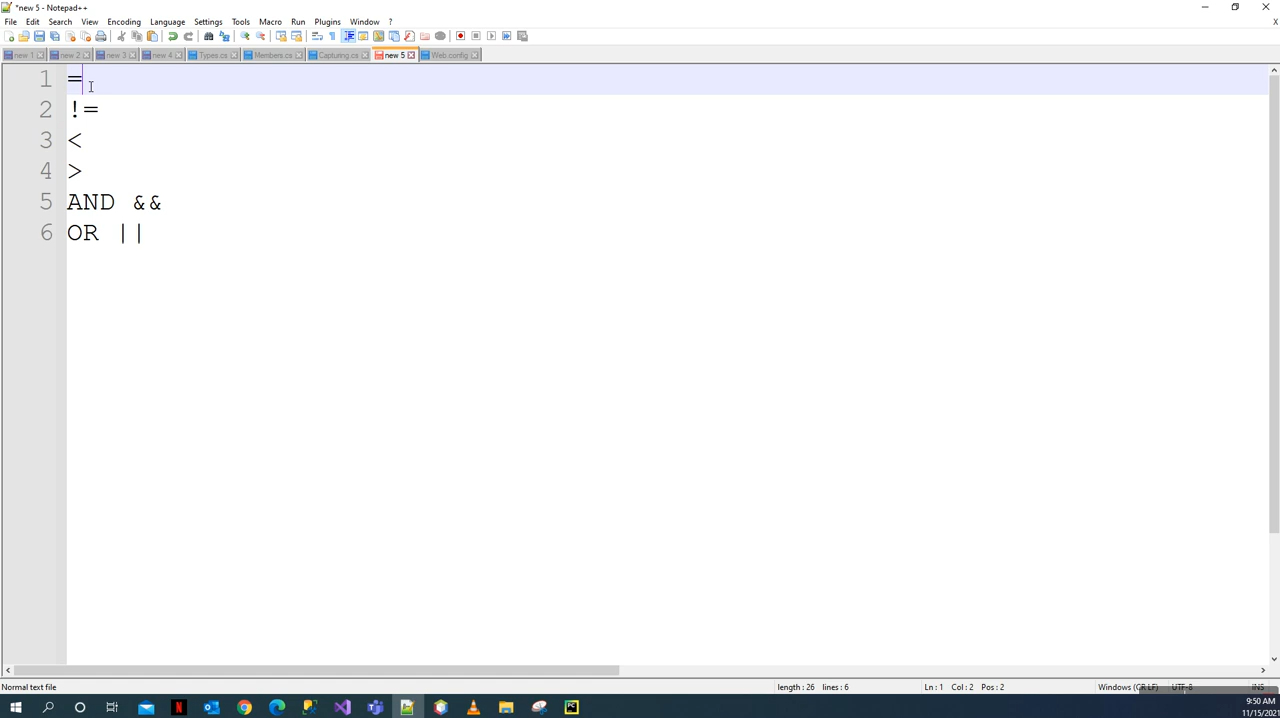 *new 5 - Notepad++
File Edit Search View Encoding Language Settings Tools Macro Run Plugins Window ?
new 1 new 2 new 3 new 4 Types.cs Members.cs Capturing.cs new 5 Web.config
1 =
2 !=
3 <
4 >
5 AND &&
6 OR ||
Normal text file length : 26 lines : 6 Ln : 1 Col : 2 Pos : 2 Windows (CR LF) UTF-8 INS
9:50 AM
11/15/2021